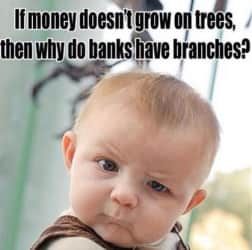 If money doesn't grow on trees,
then why do banks have branches?